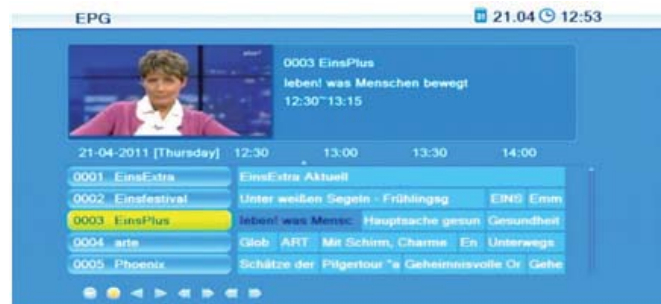 EPG 21.04 12:53
0003 EinsPlus
leben! was Menschen bewegt
12:30~13:15
21-04-2011 [Thursday] 12:30 13:00 13:30 14:00
0001 EinsExtra EinsExtra Aktuell
0002 Einsfestival Unter weißen Segeln - Frühlingsg EINS Emm
0003 EinsPlus leben! was Mensc Hauptsache gesun Gesundheit
0004 arte Glob ART Mit Schirm, Charme En Unterwegs
0005 Phoenix Schätze der Pilgertour "a Geheimnisvolle Or Gehe